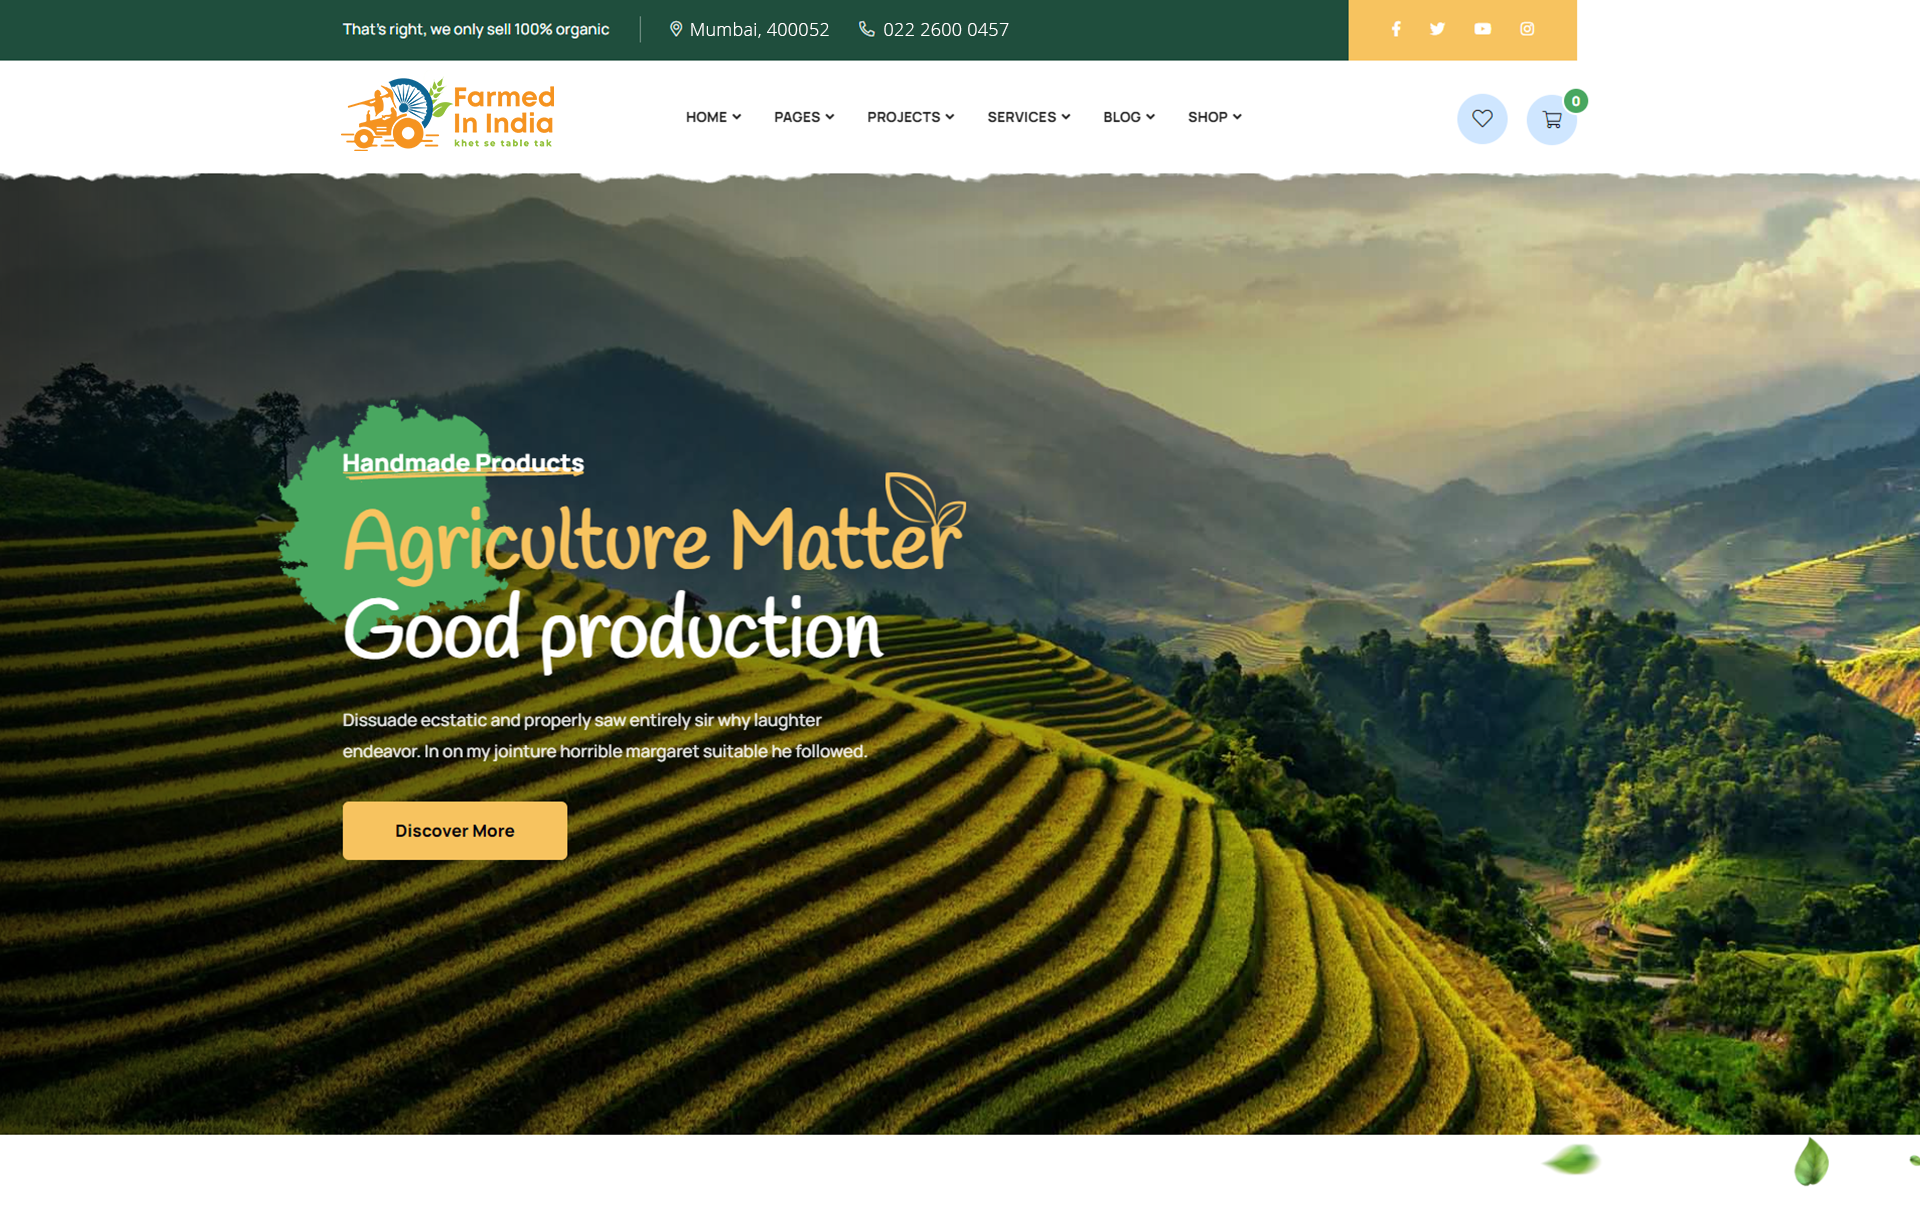 That's right, we only sell 100% organic
Mumbai, 400052
022 2600 0457
Farmed
In India
khet se table tak
HOME
PAGES
PROJECTS
SERVICES
BLOG
SHOP
0
Handmade Products
Agriculture Matter
Good production
Dissuade ecstatic and properly saw entirely sir why laughter
endeavor. In on my jointure horrible margaret suitable he followed.
Discover More